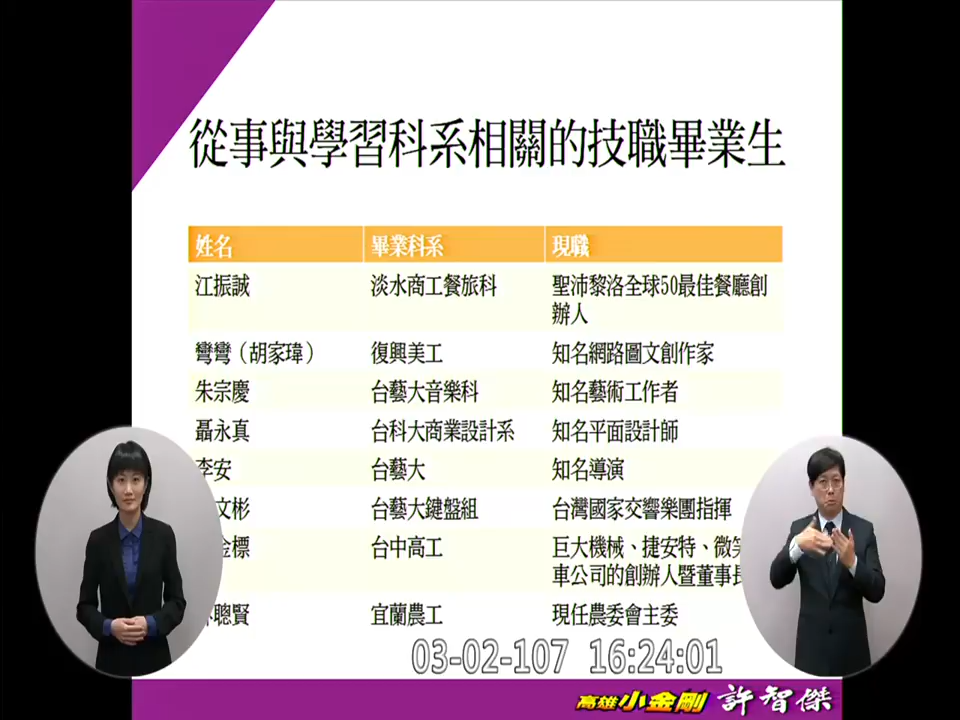 從事與學習科系相關的技職畢業生
姓名 畢業科系 現職
江振誠 淡水商工餐旅科 聖沛黎洛全球50最佳餐廳創
辦人
彎彎（胡家瑋） 復興美工 知名網路圖文創作家
朱宗慶 台藝大音樂科 知名藝術工作者
聶永真 台科大商業設計系 知名平面設計師
李安 台藝大 知名導演
文彬 台藝大鍵盤組 台灣國家交響樂團指揮
金標 台中高工 巨大機械、捷安特、微笑
車公司的創辦人暨董事長
聰賢 宜蘭農工 現任農委會主委
03-02-107 16:24:01
高雄小金剛 許智傑